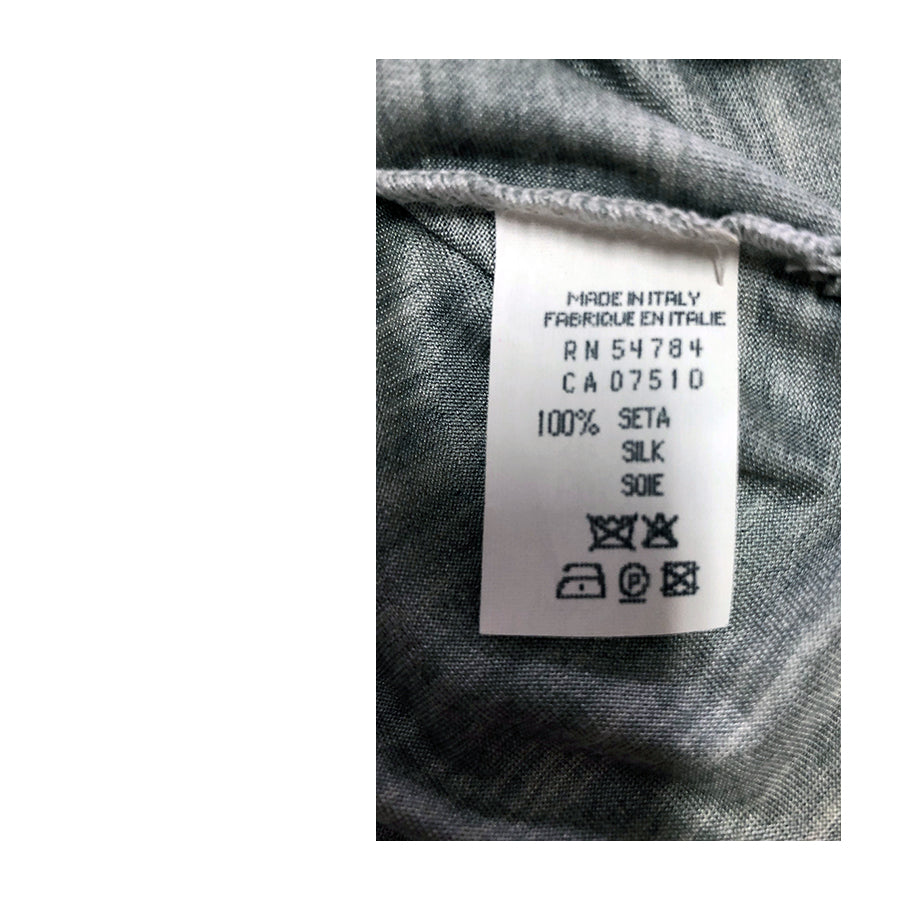 MADE IN ITALY
FABRIQUE EN ITALIE
RN 54784
CA 07510
100% SETA
SILK
SOIE
P